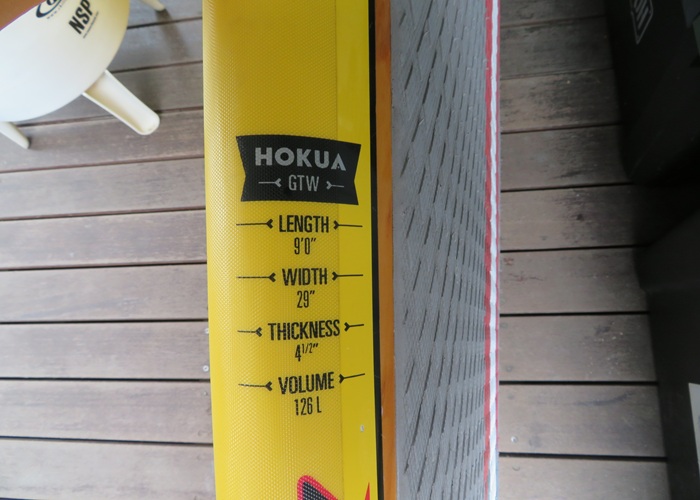 NSP
HOKUA
GTW
LENGTH
9'0"
WIDTH
29"
THICKNESS
4 1/2"
VOLUME
126 L